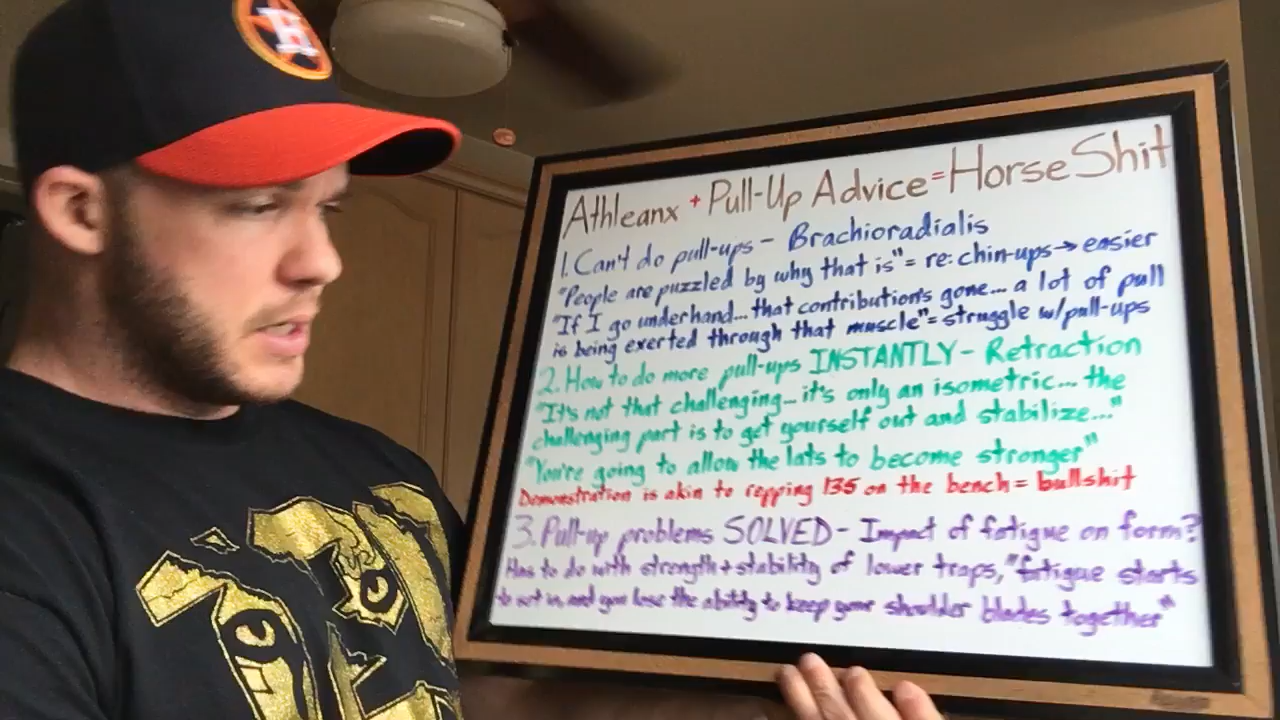 H
Athleanx + Pull-Up Advice = Horse Shit
1. Can't do pull-ups - Brachioradialis
"People are puzzled by why that is" = re: chin-ups → easier
"If I go underhand... that contribution's gone... a lot of pull
is being exerted through that muscle" = struggle w/pull-ups
2. How to do more pull-ups INSTANTLY - Retraction
"It's not that challenging... it's only an isometric... the
challenging part is to get yourself out and stabilize..."
"You're going to allow the lats to become stronger"
Demonstration is akin to repping 135 on the bench = bullshit
3. Pull-up problems SOLVED - Impact of fatigue on form?
Has to do with strength + stability of lower traps, "fatigue starts
to set in, and you lose the ability to keep your shoulder blades together"